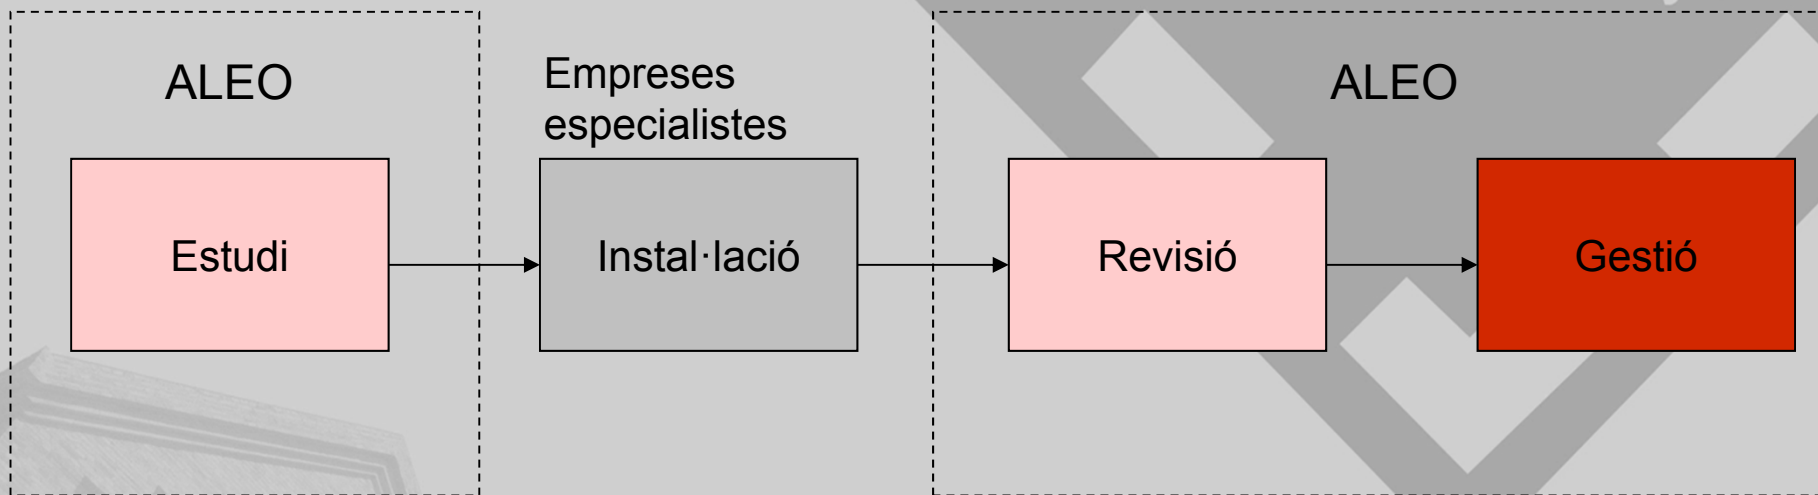 ALEO
Empreses
especialistes
ALEO
Estudi
Instal·lació
Revisió
Gestió